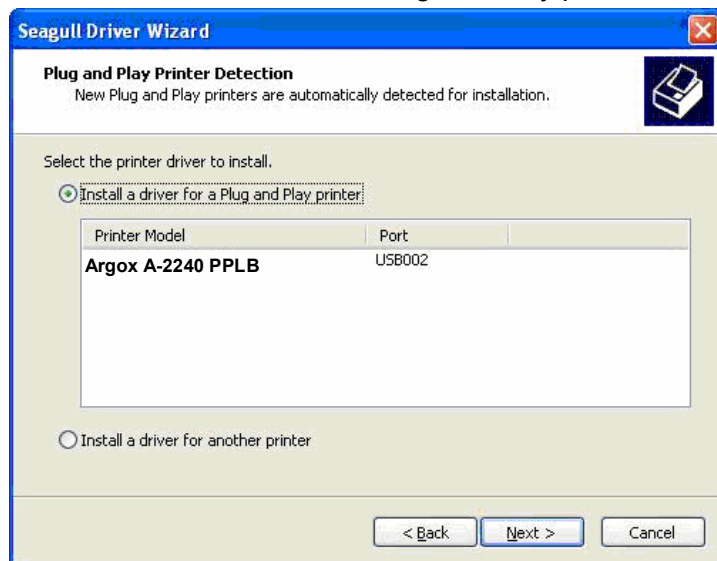 Seagull Driver Wizard
Plug and Play Printer Detection
New Plug and Play printers are automatically detected for installation.
Select the printer driver to install.
Install a driver for a Plug and Play printer
Printer Model Port
Argox A-2240 PPLB USB002
Install a driver for another printer
< Back Next > Cancel